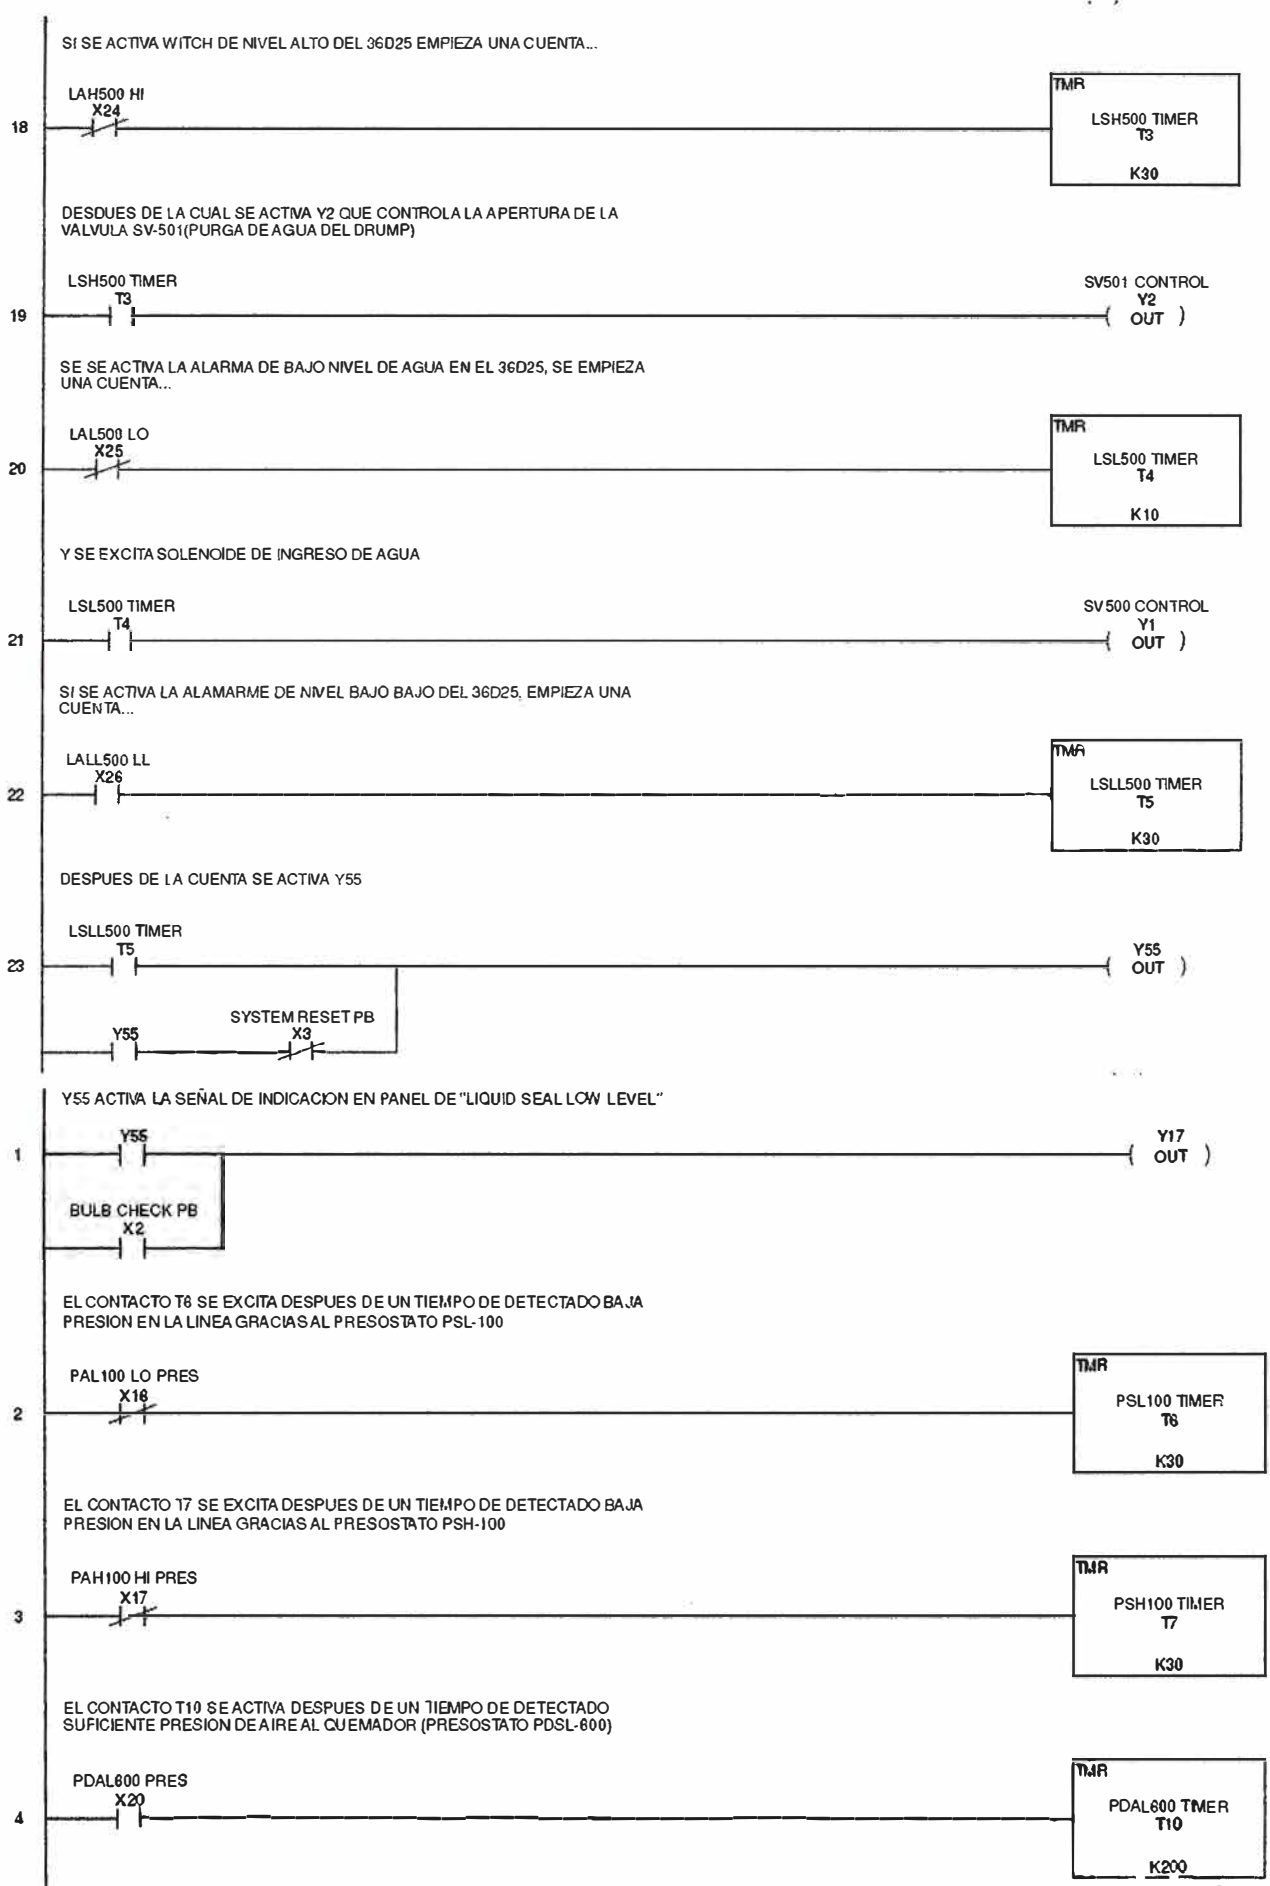 SI SE ACTIVA WITCH DE NIVEL ALTO DEL 36D25 EMPIEZA UNA CUENTA...
LAH500 HI
X24
18
TMR
LSH500 TIMER
T3
K30
DESDUES DE LA CUAL SE ACTIVA Y2 QUE CONTROLA LA APERTURA DE LA
VALVULA SV-501(PURGA DE AGUA DEL DRUMP)
LSH500 TIMER
T3
19
SV501 CONTROL
Y2
OUT
SE SE ACTIVA LA ALARMA DE BAJO NIVEL DE AGUA EN EL 36D25, SE EMPIEZA
UNA CUENTA...
LAL500 LO
X25
20
TMR
LSL500 TIMER
T4
K10
Y SE EXCITA SOLENOIDE DE INGRESO DE AGUA
LSL500 TIMER
T4
21
SV500 CONTROL
Y1
OUT
SI SE ACTIVA LA ALAMARME DE NIVEL BAJO BAJO DEL 36D25, EMPIEZA UNA
CUENTA...
LALL500 LL
X26
22
TMR
LSLL500 TIMER
T5
K30
DESPUES DE LA CUENTA SE ACTIVA Y55
LSLL500 TIMER
T5
23
Y55
OUT
SYSTEM RESET PB
Y55
X3
Y55 ACTIVA LA SEÑAL DE INDICACION EN PANEL DE "LIQUID SEAL LOW LEVEL"
Y55
1
Y17
OUT
BULB CHECK PB
X2
EL CONTACTO T6 SE EXCITA DESPUES DE UN TIEMPO DE DETECTADO BAJA
PRESION EN LA LINEA GRACIAS AL PRESOSTATO PSL-100
PAL100 LO PRES
X16
2
TMR
PSL100 TIMER
T6
K30
EL CONTACTO T7 SE EXCITA DESPUES DE UN TIEMPO DE DETECTADO BAJA
PRESION EN LA LINEA GRACIAS AL PRESOSTATO PSH-100
PAH100 HI PRES
X17
3
TMR
PSH100 TIMER
T7
K30
EL CONTACTO T10 SE ACTIVA DESPUES DE UN TIEMPO DE DETECTADO
SUFICIENTE PRESION DE AIRE AL QUEMADOR (PRESOSTATO PDSL-600)
PDAL600 PRES
X20
4
TMR
PDAL600 TIMER
T10
K200